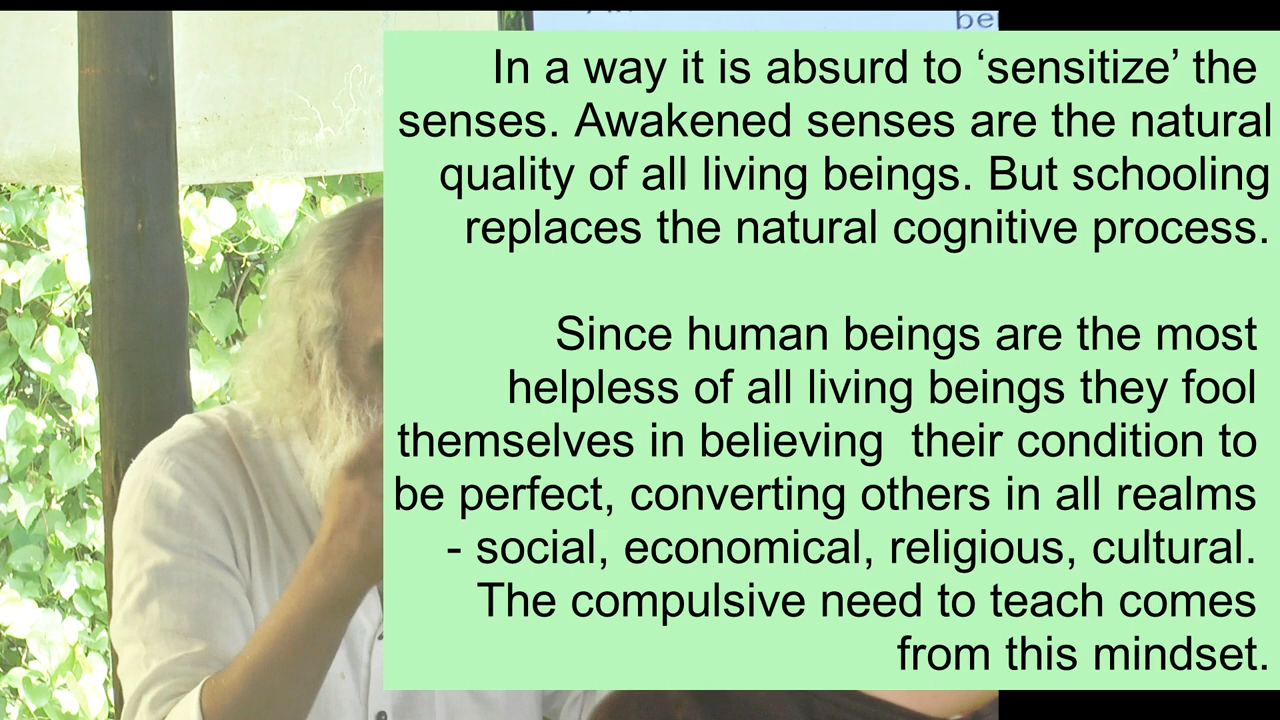 be
In a way it is absurd to ‘sensitize’ the
senses. Awakened senses are the natural
quality of all living beings. But schooling
replaces the natural cognitive process.
Since human beings are the most
helpless of all living beings they fool
themselves in believing  their condition to
be perfect, converting others in all realms
- social, economical, religious, cultural.
The compulsive need to teach comes
from this mindset.